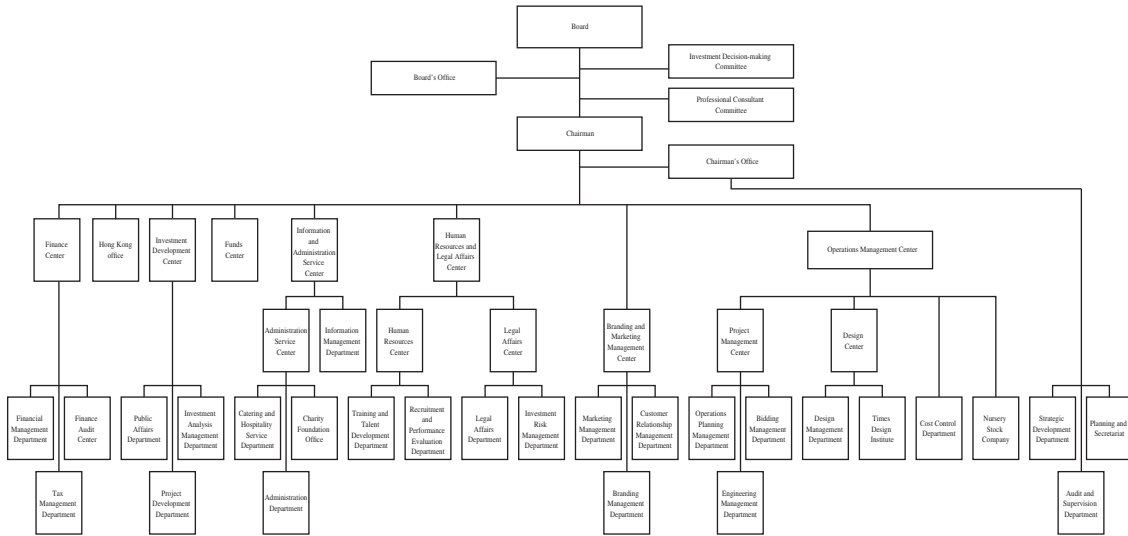 Board
Investment Decision-making
Committee
Board's Office
Professional Consultant
Committee
Chairman
Chairman's Office
Finance
Center
Hong Kong
office
Investment
Development
Center
Funds
Center
Information
and
Administration
Service
Center
Human
Resources and
Legal Affairs
Center
Operations Management Center
Administration
Service
Center
Information
Management
Department
Human
Resources
Center
Legal
Affairs
Center
Branding and
Marketing
Management
Center
Project
Management
Center
Design
Center
Financial
Management
Department
Finance
Audit
Center
Public
Affairs
Department
Investment
Analysis
Management
Department
Catering and
Hospitality
Service
Department
Charity
Foundation
Office
Training and
Talent
Development
Department
Recruitment
and
Performance
Evaluation
Department
Legal
Affairs
Department
Investment
Risk
Management
Department
Marketing
Management
Department
Customer
Relationship
Management
Department
Operations
Planning
Management
Department
Bidding
Management
Department
Design
Management
Department
Times
Design
Institute
Cost Control
Department
Nursery
Stock
Company
Strategic
Development
Department
Planning and
Secretariat
Tax
Management
Department
Project
Development
Department
Administration
Department
Branding
Management
Department
Engineering
Management
Department
Audit and
Supervision
Department